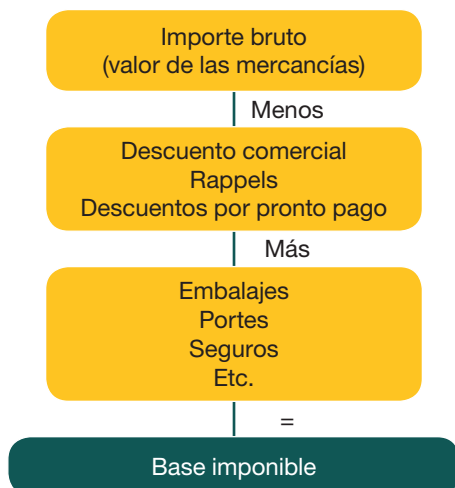 Importe bruto
(valor de las mercancías)
Menos
Descuento comercial
Rappels
Descuentos por pronto pago
Más
Embalajes
Portes
Seguros
Etc.
=
Base imponible